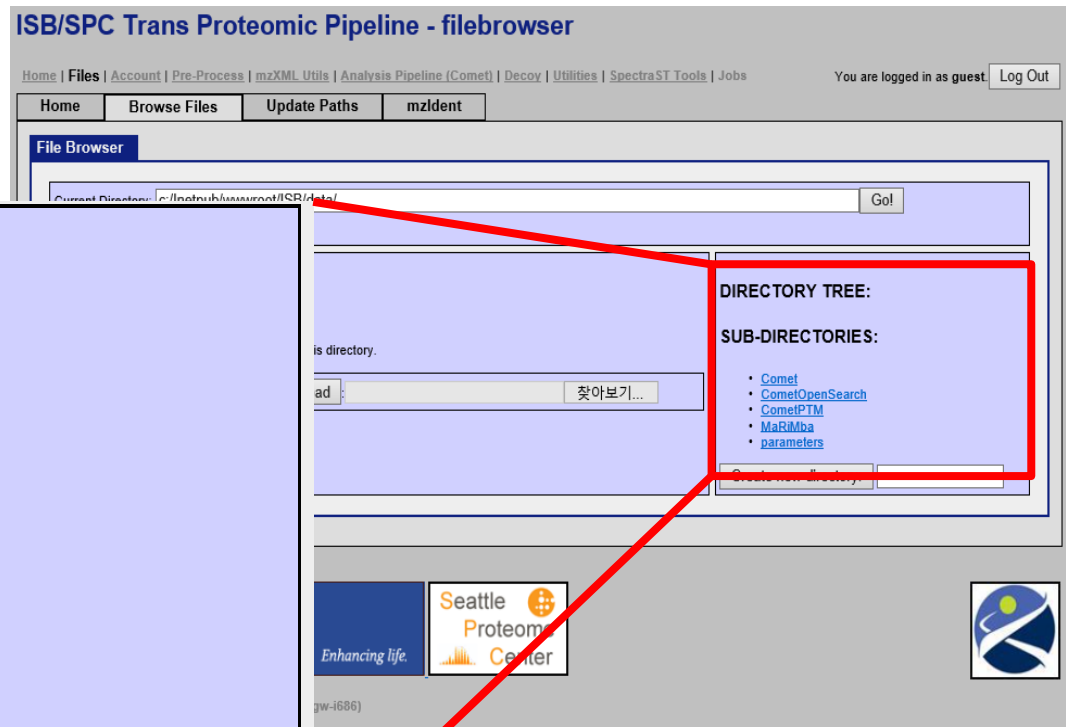 ISB/SPC Trans Proteomic Pipeline - filebrowser
Home | Files | Account | Pre-Process | mzXML Utils | Analysis Pipeline (Comet) | Decoy | Utilities | SpectraST Tools | Jobs
You are logged in as guest. Log Out
Home Browse Files Update Paths mzIdent
File Browser
Current Directory: c:/Inetpub/wwwroot/ISB/data/ Go!
DIRECTORY TREE:
SUB-DIRECTORIES:
is directory.
• Comet
• CometOpenSearch
• CometPTM
• MaRiMba
• parameters
ad : 찾아보기...
Create new directory:
Enhancing life.
Seattle
Proteome
Center
gw-i686)